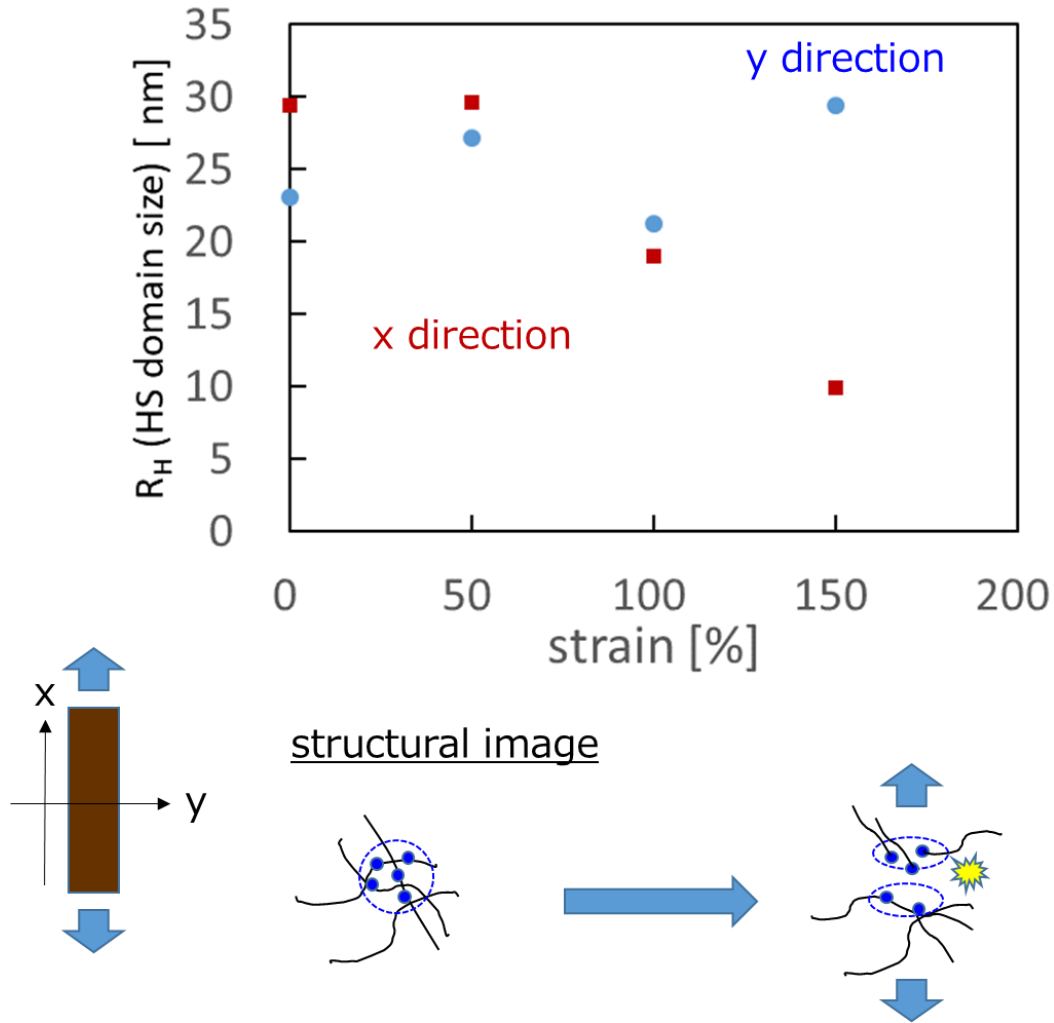 35
30
25
20
15
10
5
0
R_H (HS domain size) [ nm]
y direction
x direction
0 50 100 150 200
strain [%]
x
y
structural image